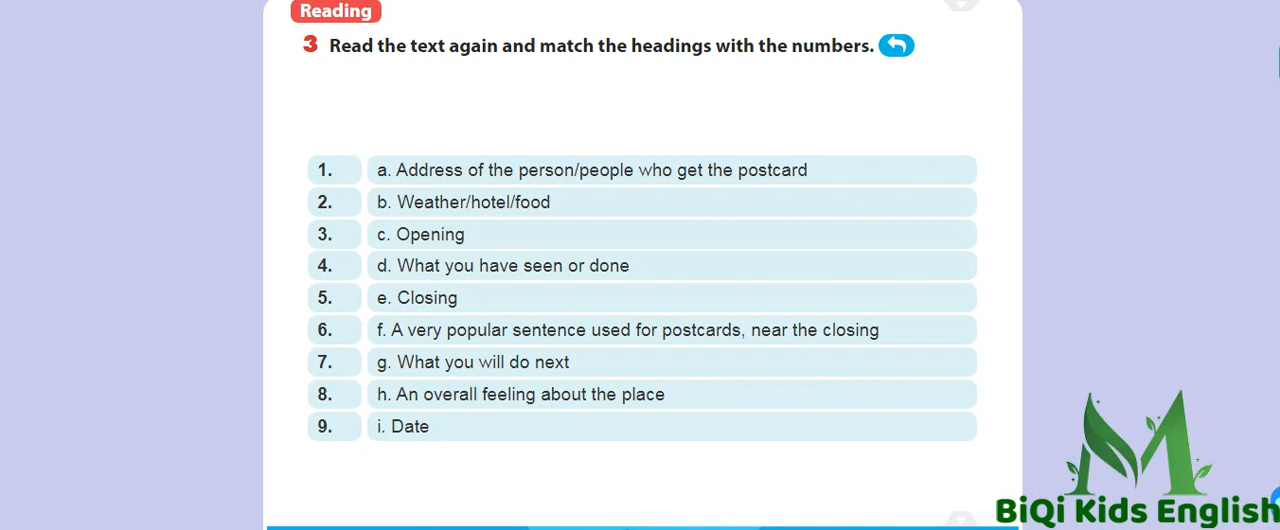 Reading
3 Read the text again and match the headings with the numbers.
1. a. Address of the person/people who get the postcard
2. b. Weather/hotel/food
3. c. Opening
4. d. What you have seen or done
5. e. Closing
6. f. A very popular sentence used for postcards, near the closing
7. g. What you will do next
8. h. An overall feeling about the place
9. i. Date
M
BiQi Kids English